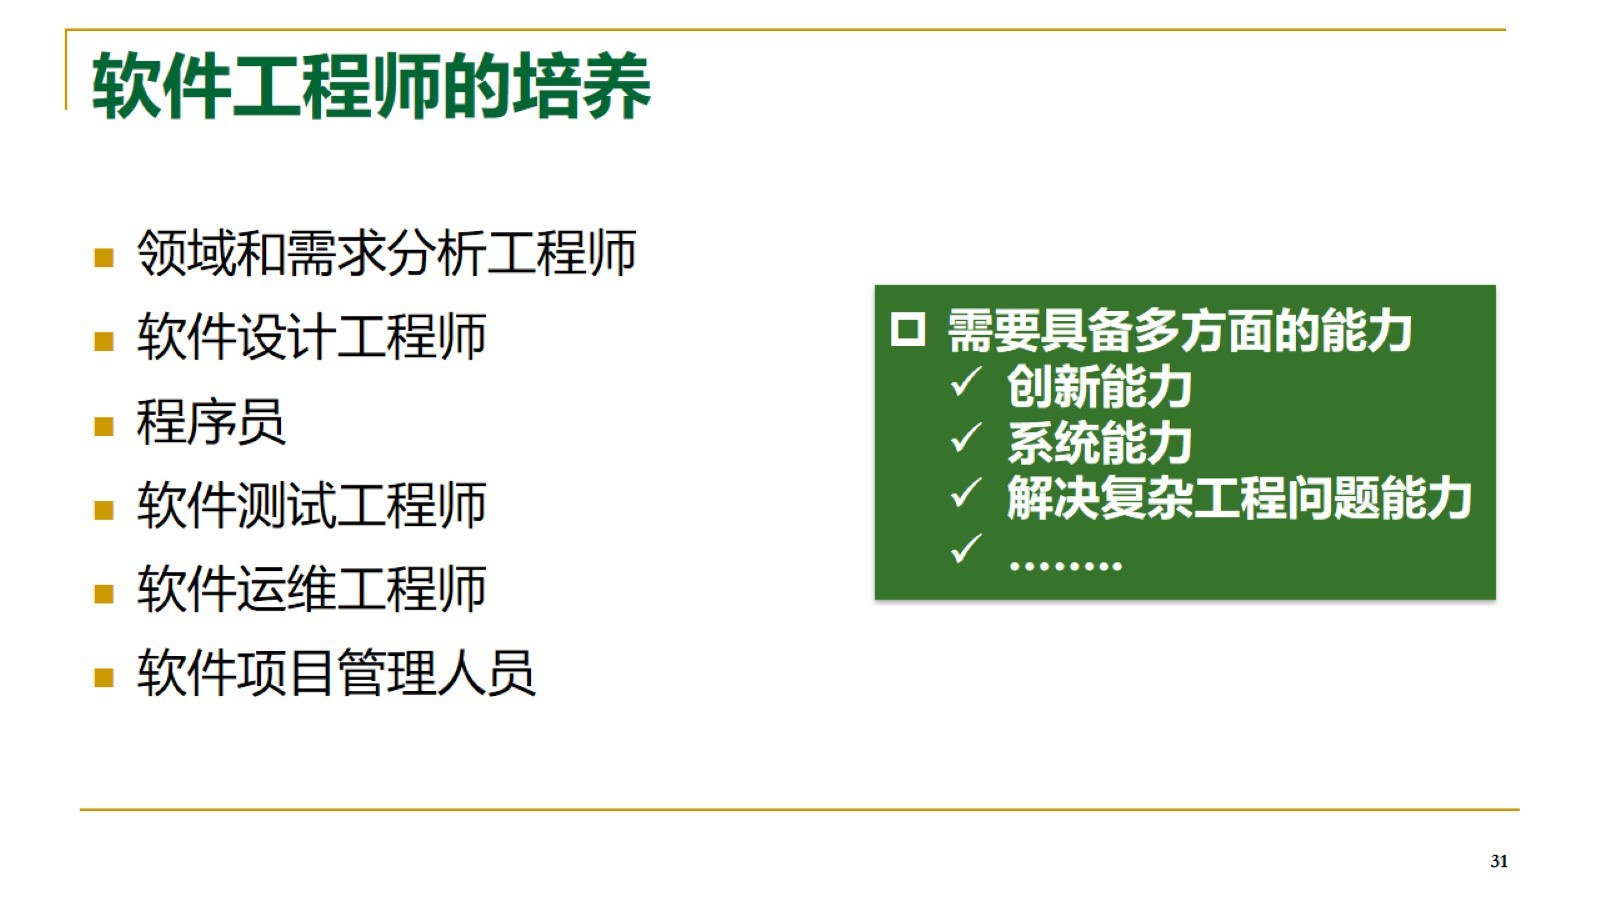 软件工程师的培养
领域和需求分析工程师
软件设计工程师
程序员
软件测试工程师
软件运维工程师
软件项目管理人员
需要具备多方面的能力
创新能力
系统能力
解决复杂工程问题能力
........
31